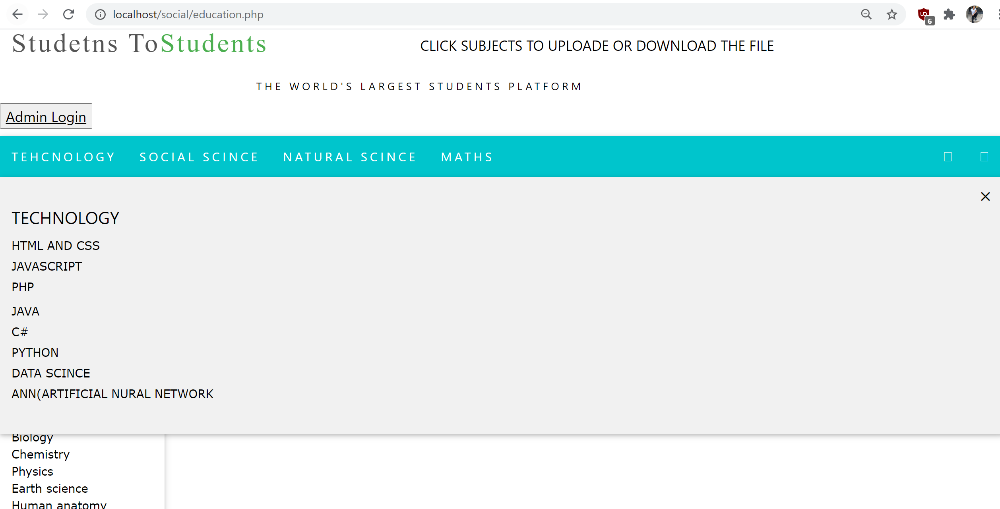 localhost/social/education.php
6
Studetns ToStudents
CLICK SUBJECTS TO UPLOADE OR DOWNLOAD THE FILE
THE WORLD'S LARGEST STUDENTS PLATFORM
Admin Login
TEHCNOLOGY SOCIAL SCINCE NATURAL SCINCE MATHS
TECHNOLOGY
HTML AND CSS
JAVASCRIPT
PHP
JAVA
C#
PYTHON
DATA SCINCE
ANN(ARTIFICIAL NURAL NETWORK
Biology
Chemistry
Physics
Earth science
Human anatomy